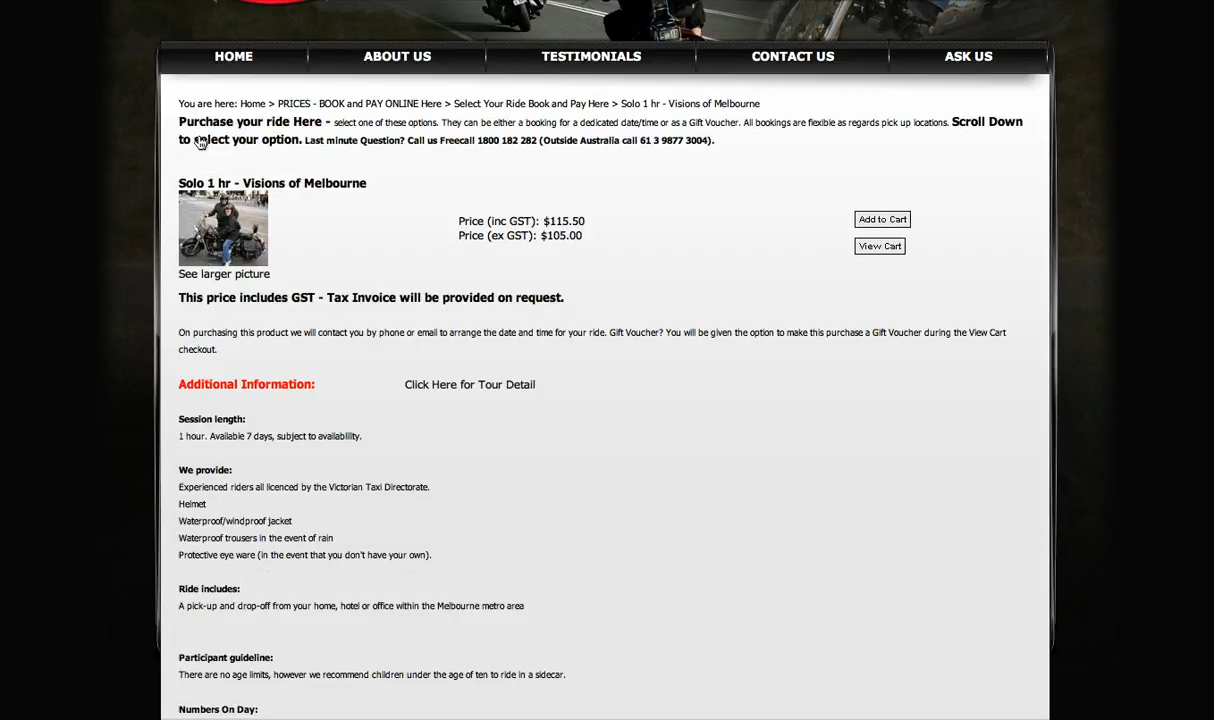 HOME ABOUT US TESTIMONIALS CONTACT US ASK US
You are here: Home > PRICES - BOOK and PAY ONLINE Here > Select Your Ride Book and Pay Here > Solo 1 hr - Visions of Melbourne
Purchase your ride Here - select one of these options. They can be either a booking for a dedicated date/time or as a Gift Voucher. All bookings are flexible as regards pick up locations. Scroll Down
to select your option. Last minute Question? Call us Freecall 1800 182 282 (Outside Australia call 61 3 9877 3004).
Solo 1 hr - Visions of Melbourne
Price (inc GST): $115.50
Price (ex GST): $105.00
Add to Cart
View Cart
See larger picture
This price includes GST - Tax Invoice will be provided on request.
On purchasing this product we will contact you by phone or email to arrange the date and time for your ride. Gift Voucher? You will be given the option to make this purchase a Gift Voucher during the View Cart
checkout.
Additional Information: Click Here for Tour Detail
Session length:
1 hour. Available 7 days, subject to availability.
We provide:
Experienced riders all licenced by the Victorian Taxi Directorate.
Helmet
Waterproof/windproof jacket
Waterproof trousers in the event of rain
Protective eye ware (in the event that you don't have your own).
Ride includes:
A pick-up and drop-off from your home, hotel or office within the Melbourne metro area
Participant guideline:
There are no age limits, however we recommend children under the age of ten to ride in a sidecar.
Numbers On Day: